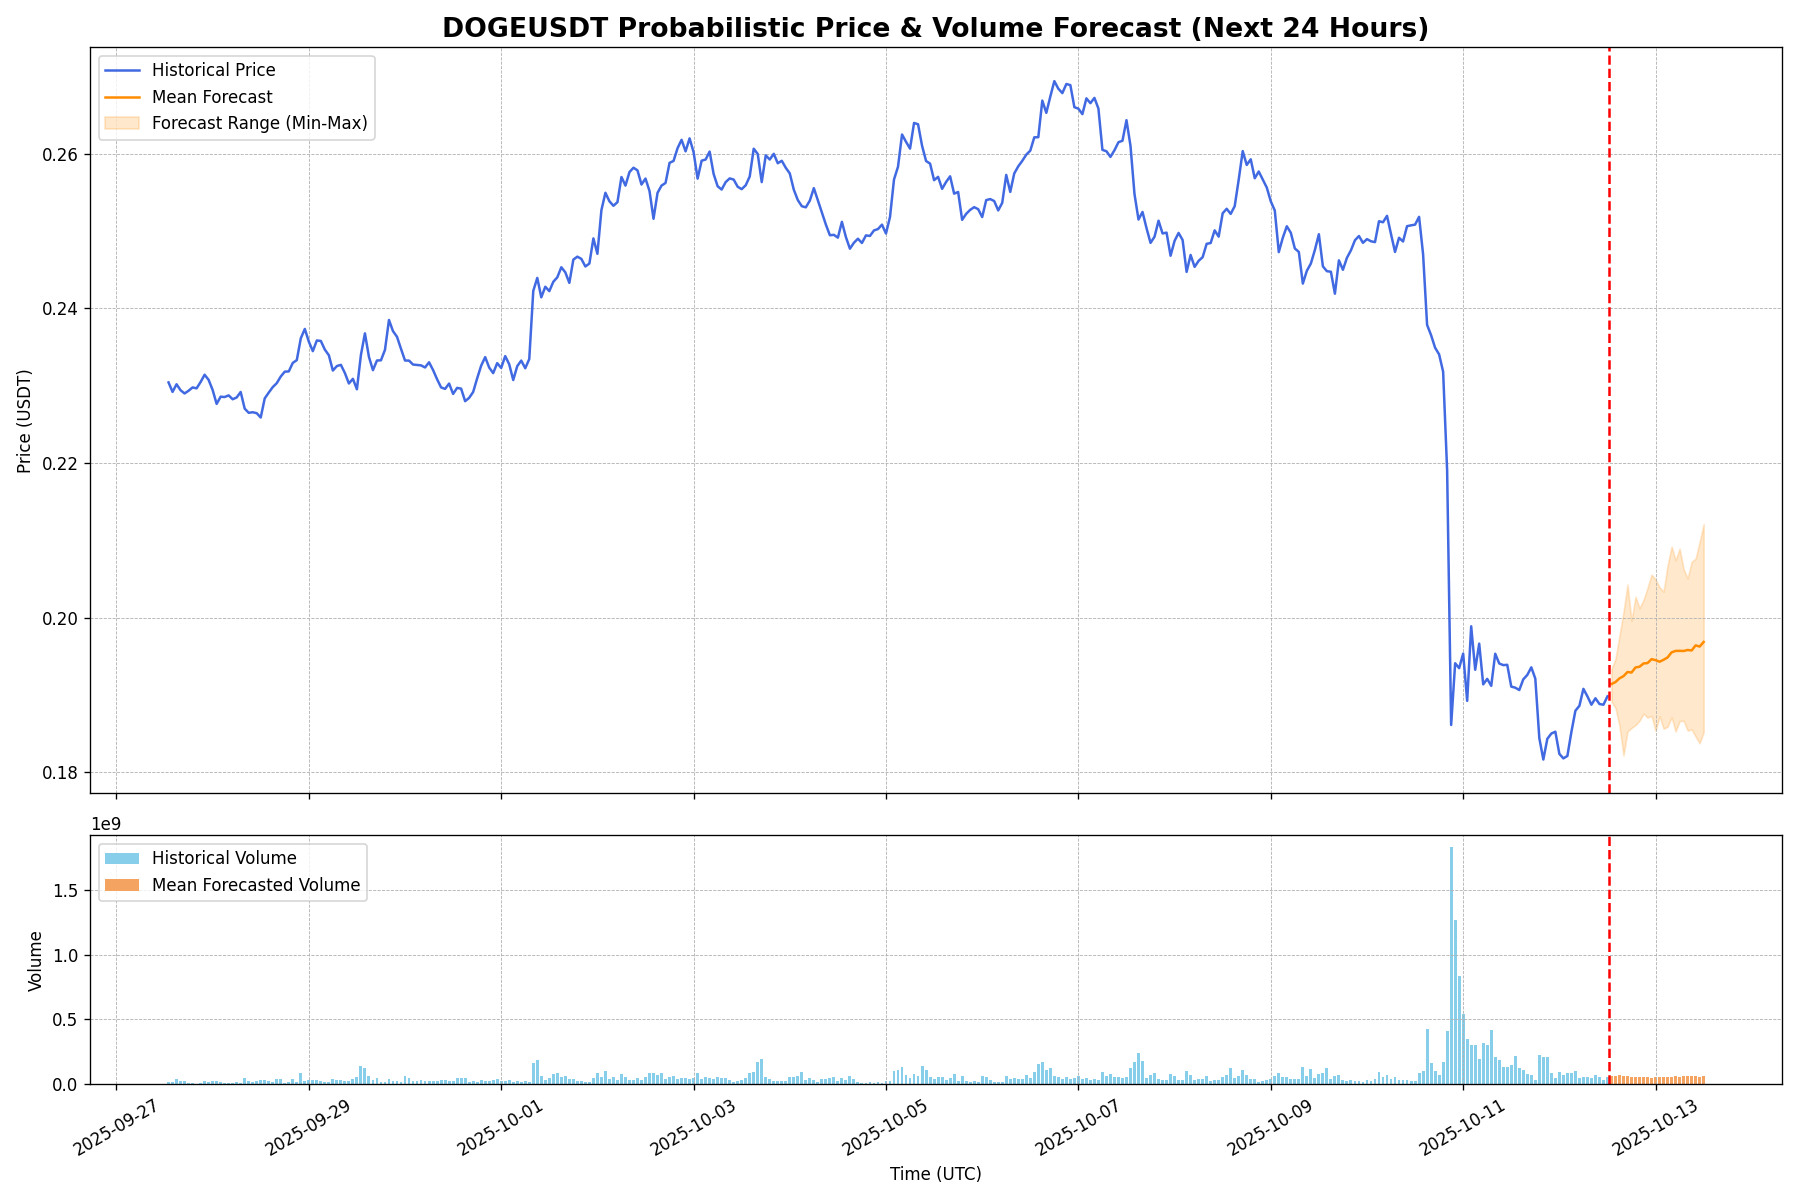 DOGEUSDT Probabilistic Price & Volume Forecast (Next 24 Hours)
Historical Price
Mean Forecast
Forecast Range (Min-Max)
Price (USDT)
0.26
0.24
0.22
0.20
0.18
1e9
Historical Volume
Mean Forecasted Volume
Volume
1.5
1.0
0.5
0.0
2025-09-27
2025-09-29
2025-10-01
2025-10-03
2025-10-05
2025-10-07
2025-10-09
2025-10-11
2025-10-13
Time (UTC)